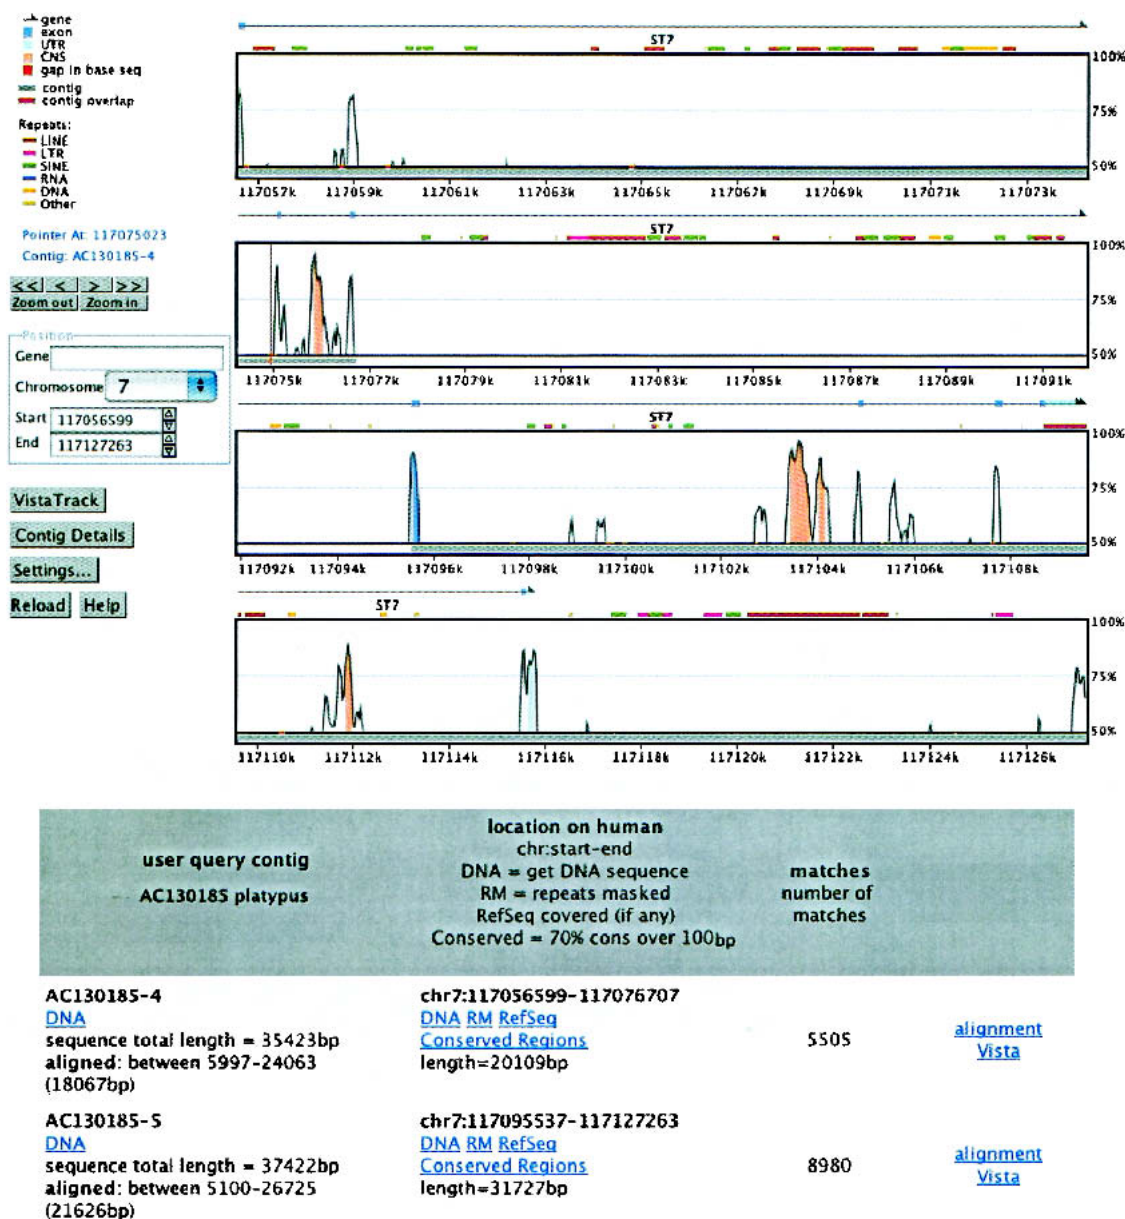 gene
exon
UTR
CNS
gap in base seq
contig
contig overlap
Repeats:
LINE
LTR
SINE
RNA
DNA
Other
Pointer At: 117075023
Contig: AC130185-4
<< < > >>
Zoom out Zoom in
Position
Gene
Chromosome 7
Start 117056599
End 117127263
VistaTrack
Contig Details
Settings...
Reload Help
ST7
100%
75%
50%
117057k 117059k 117061k 117063k 117065k 117067k 117069k 117071k 117073k
ST7
100%
75%
50%
117075k 117077k 117079k 117081k 117083k 117085k 117087k 117089k 117091k
ST7
100%
75%
50%
117092k 117094k 117096k 117098k 117100k 117102k 117104k 117106k 117108k
ST7
100%
75%
50%
117110k 117112k 117114k 117116k 117118k 117120k 117122k 117124k 117126k
user query contig
AC130185 platypus
location on human
chr:start-end
DNA = get DNA sequence
RM = repeats masked
RefSeq covered (if any)
Conserved = 70% cons over 100bp
matches
number of
matches
AC130185-4
DNA
sequence total length = 35423bp
aligned: between 5997-24063
(18067bp)
chr7:117056599-117076707
DNA RM RefSeq
Conserved Regions
length=20109bp
5505
alignment
Vista
AC130185-5
DNA
sequence total length = 37422bp
aligned: between 5100-26725
(21626bp)
chr7:117095537-117127263
DNA RM RefSeq
Conserved Regions
length=31727bp
8980
alignment
Vista